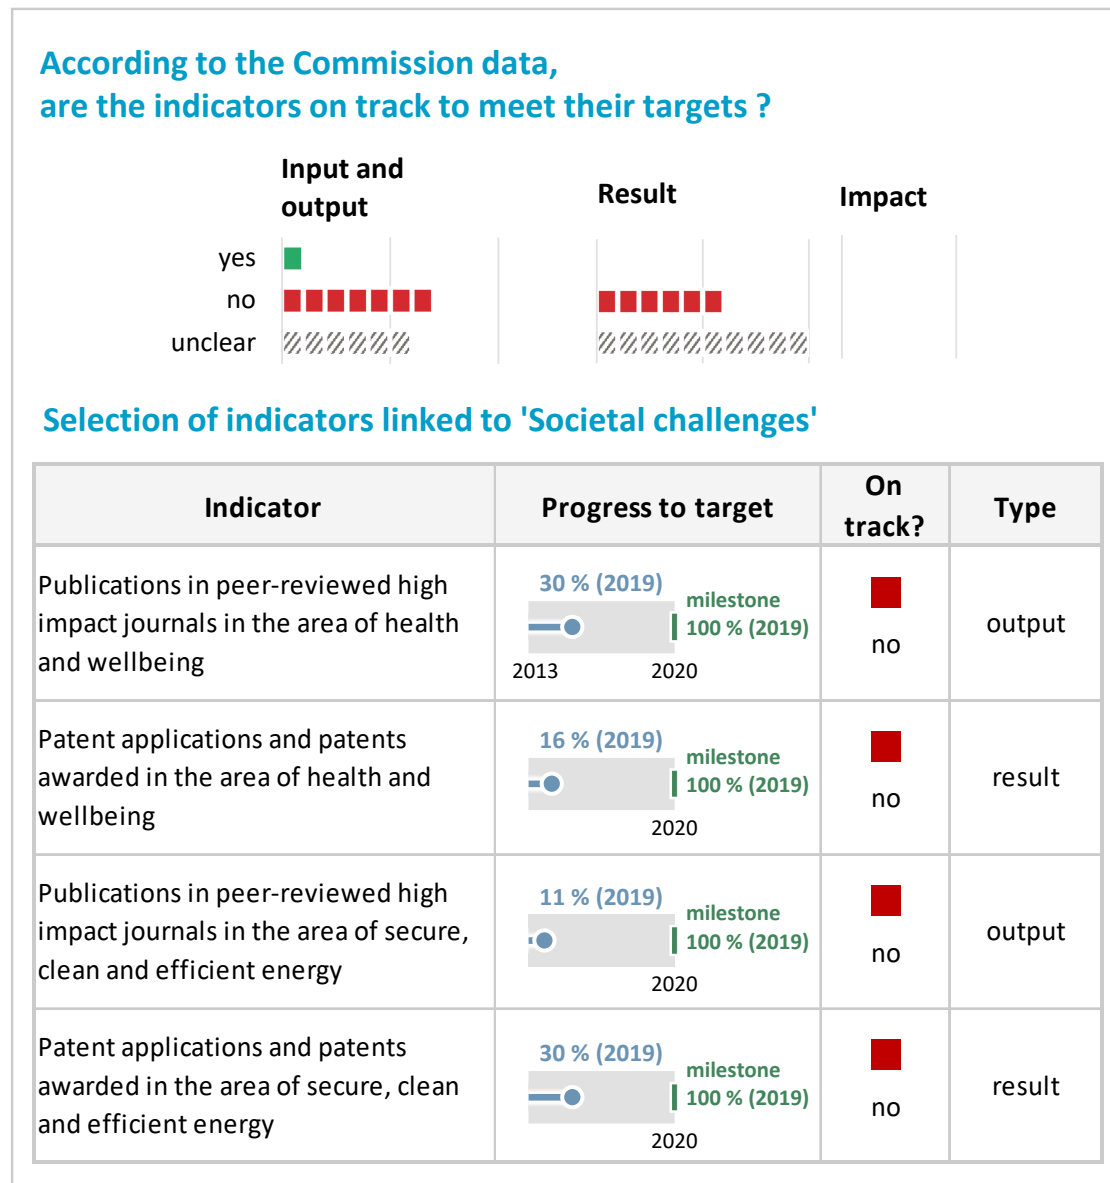 According to the Commission data,
are the indicators on track to meet their targets ?
Input and
output
Result
Impact
yes
no
unclear
Selection of indicators linked to 'Societal challenges'
Indicator
Progress to target
On
track?
Type
Publications in peer-reviewed high
impact journals in the area of health
and wellbeing
30 % (2019)
milestone
100 % (2019)
2013
2020
no
output
Patent applications and patents
awarded in the area of health and
wellbeing
16 % (2019)
milestone
100 % (2019)
2020
no
result
Publications in peer-reviewed high
impact journals in the area of secure,
clean and efficient energy
11 % (2019)
milestone
100 % (2019)
2020
no
output
Patent applications and patents
awarded in the area of secure, clean
and efficient energy
30 % (2019)
milestone
100 % (2019)
2020
no
result